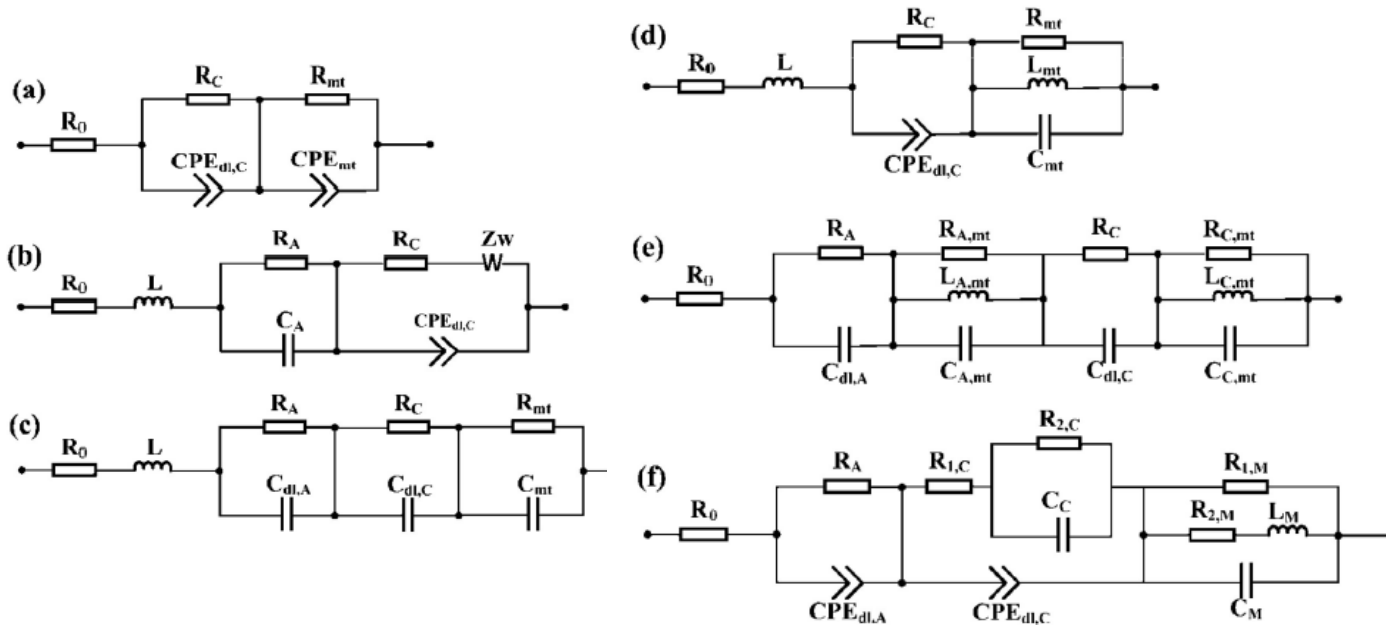 (a)
R0
RC
Rmt
CPEdl,C
CPEmt
(b)
R0
L
RA
RC
Zw
CA
CPEdl,C
(c)
R0
L
RA
RC
Rmt
Cdl,A
Cdl,C
Cmt
(d)
R0
L
RC
Rmt
Lmt
CPEdl,C
Cmt
(e)
R0
RA
RA,mt
RC
RC,mt
LA,mt
LC,mt
Cdl,A
CA,mt
Cdl,C
CC,mt
(f)
R0
RA
R1,C
R2,C
CC
R1,M
R2,M
LM
CPEdl,A
CPEdl,C
CM